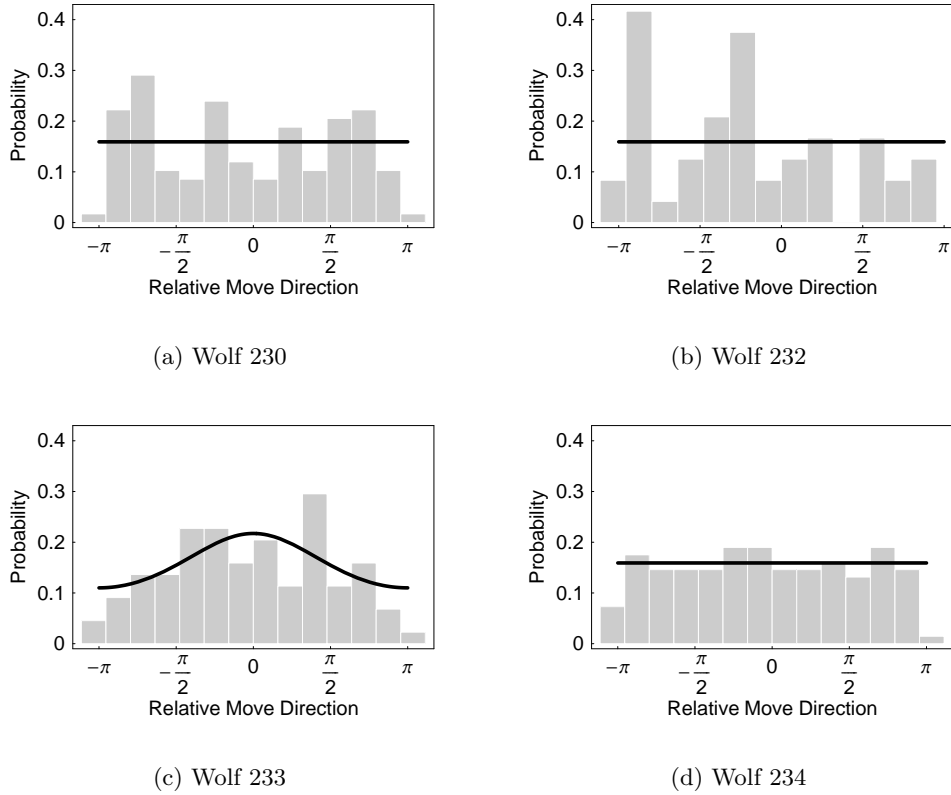 0.4
0.3
0.2
0.1
0
Probability
−π
−π/2
0
π/2
π
Relative Move Direction
(a) Wolf 230
0.4
0.3
0.2
0.1
0
Probability
−π
−π/2
0
π/2
π
Relative Move Direction
(b) Wolf 232
0.4
0.3
0.2
0.1
0
Probability
−π
−π/2
0
π/2
π
Relative Move Direction
(c) Wolf 233
0.4
0.3
0.2
0.1
0
Probability
−π
−π/2
0
π/2
π
Relative Move Direction
(d) Wolf 234